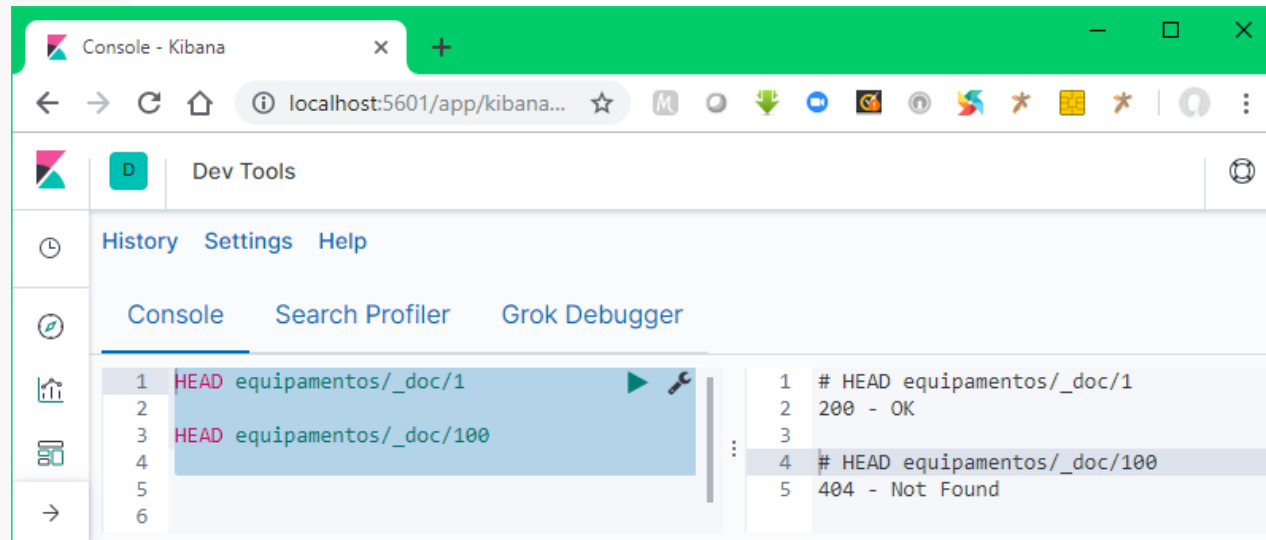 Console - Kibana
localhost:5601/app/kibana...
D
Dev Tools
History Settings Help
Console Search Profiler Grok Debugger
1 HEAD equipamentos/_doc/1
2
3 HEAD equipamentos/_doc/100
4
5
6
1 # HEAD equipamentos/_doc/1
2 200 - OK
3
4 # HEAD equipamentos/_doc/100
5 404 - Not Found